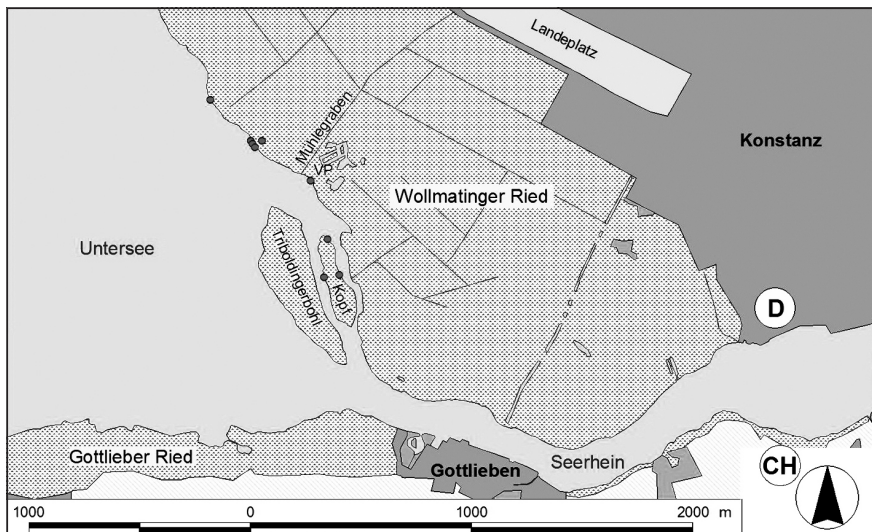 Landeplatz
Konstanz
Mühlegraben
VP
Wollmatinger Ried
Untersee
Triboldingerbohl
Kopf
D
Gottlieber Ried
Gottlieben
Seerhein
CH
1000 0 1000 2000 m